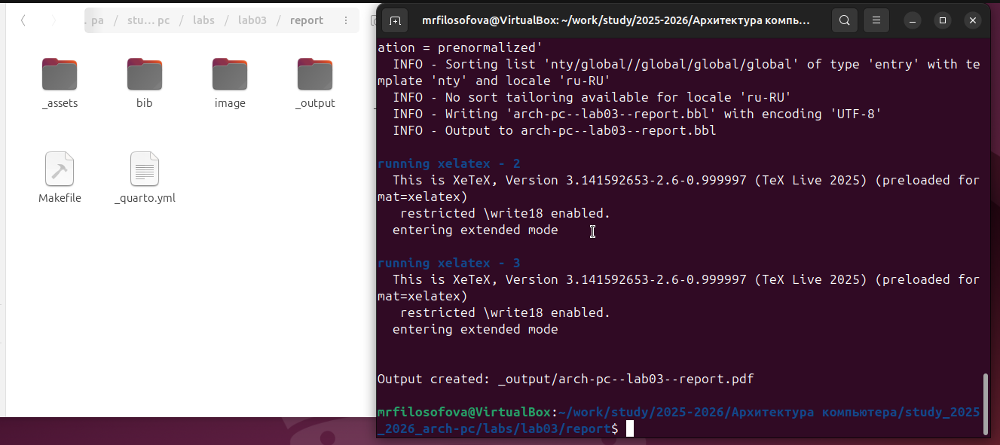 pa / stu... pc / labs / lab03 / report
_assets
bib
image
_output
Makefile
_quarto.yml
mrfilosofova@VirtualBox: ~/work/study/2025-2026/Архитектура компь...
ation = prenormalized'
INFO - Sorting list 'nty/global//global/global/global' of type 'entry' with te
mplate 'nty' and locale 'ru-RU'
INFO - No sort tailoring available for locale 'ru-RU'
INFO - Writing 'arch-pc--lab03--report.bbl' with encoding 'UTF-8'
INFO - Output to arch-pc--lab03--report.bbl
running xelatex - 2
This is XeTeX, Version 3.141592653-2.6-0.999997 (TeX Live 2025) (preloaded for
mat=xelatex)
restricted \write18 enabled.
entering extended mode
running xelatex - 3
This is XeTeX, Version 3.141592653-2.6-0.999997 (TeX Live 2025) (preloaded for
mat=xelatex)
restricted \write18 enabled.
entering extended mode
Output created: _output/arch-pc--lab03--report.pdf
mrfilosofova@VirtualBox:~/work/study/2025-2026/Архитектура компьютера/study_2025
_2026_arch-pc/labs/lab03/report$